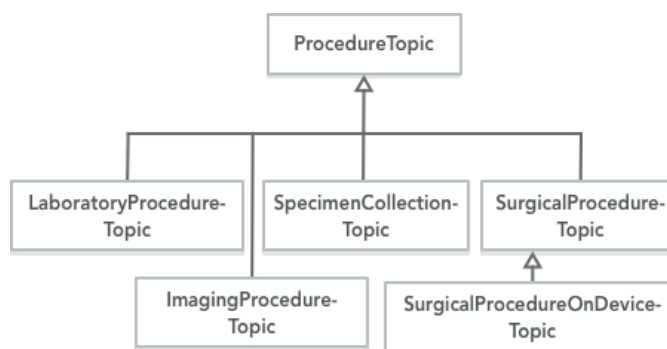 ProcedureTopic
LaboratoryProcedure-
Topic
SpecimenCollection-
Topic
SurgicalProcedure-
Topic
ImagingProcedure-
Topic
SurgicalProcedureOnDevice-
Topic